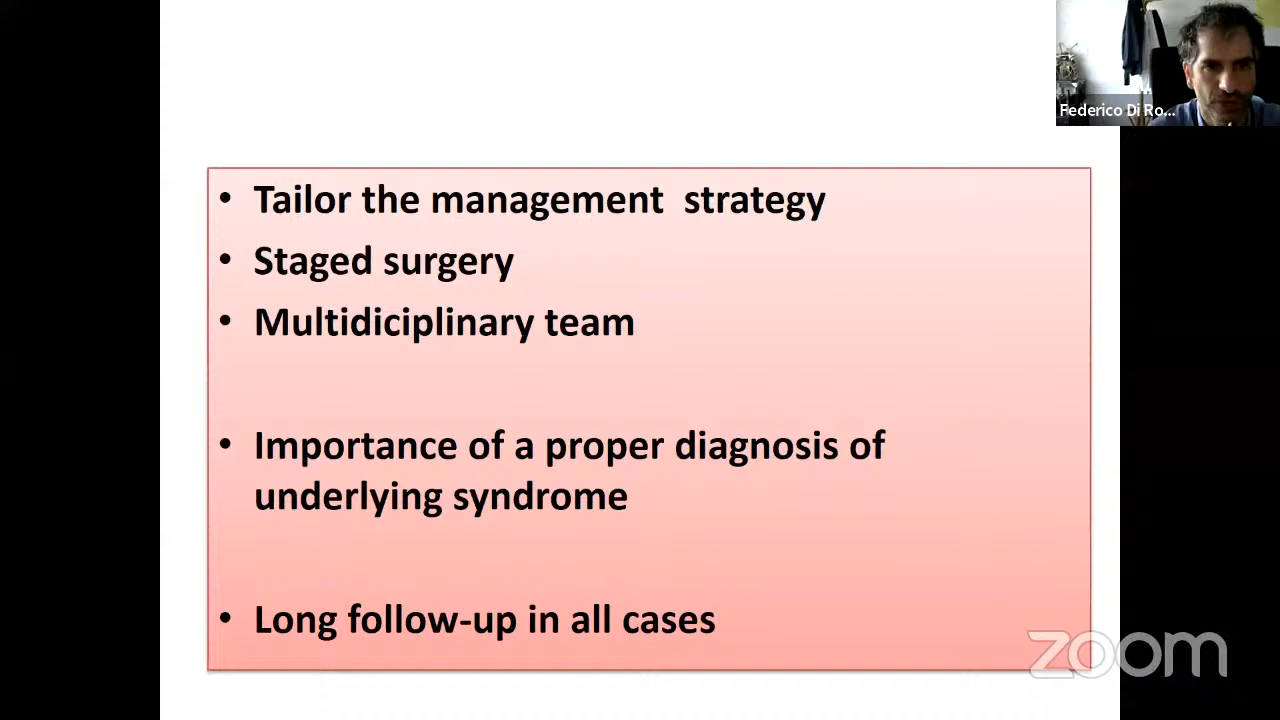 Federico Di Ro...
• Tailor the management  strategy
• Staged surgery
• Multidiciplinary team
• Importance of a proper diagnosis of
underlying syndrome
• Long follow-up in all cases
zoom